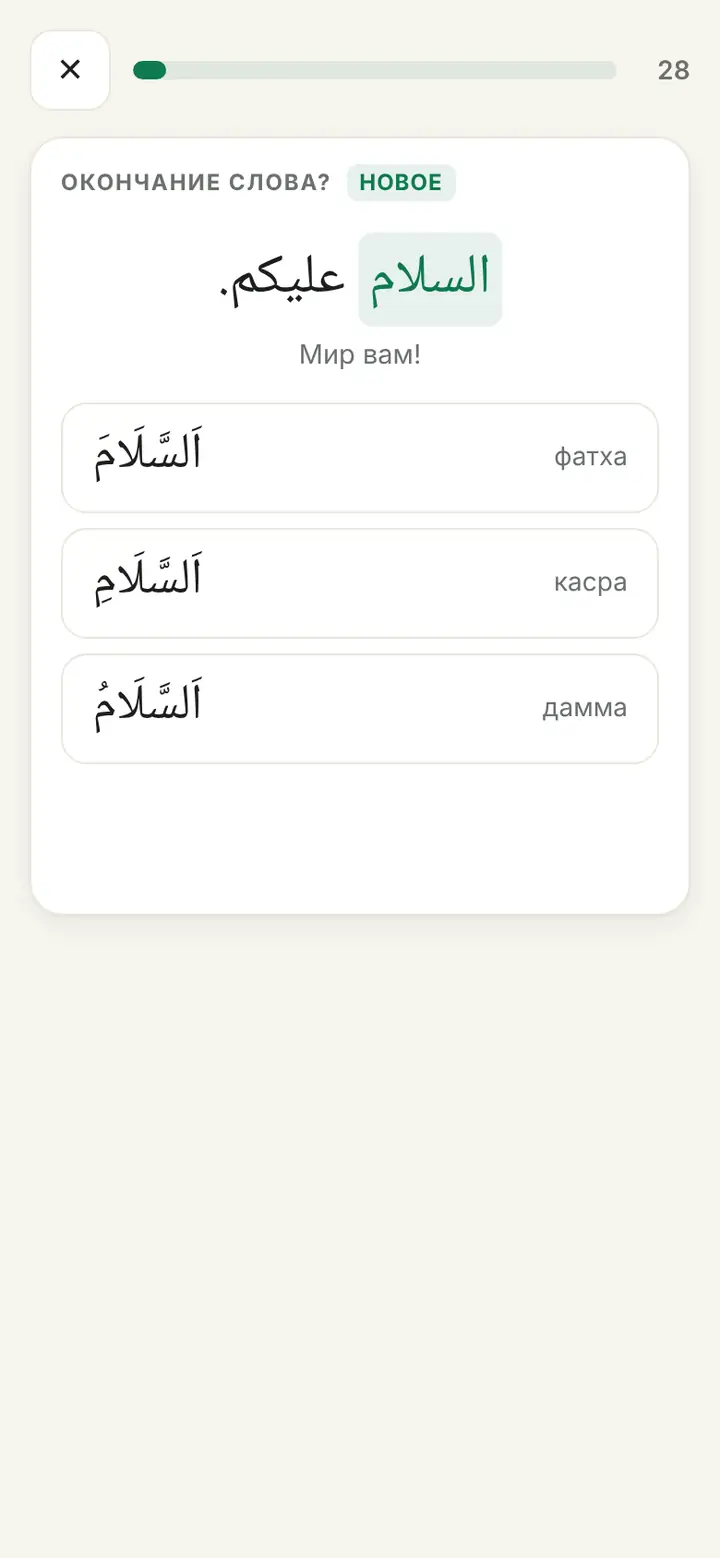 ✕ 28
ОКОНЧАНИЕ СЛОВА? НОВОЕ
السلام عليكم.
Мир вам!
اَلسَّلَامَ фатха
اَلسَّلَامِ касра
اَلسَّلَامُ дамма